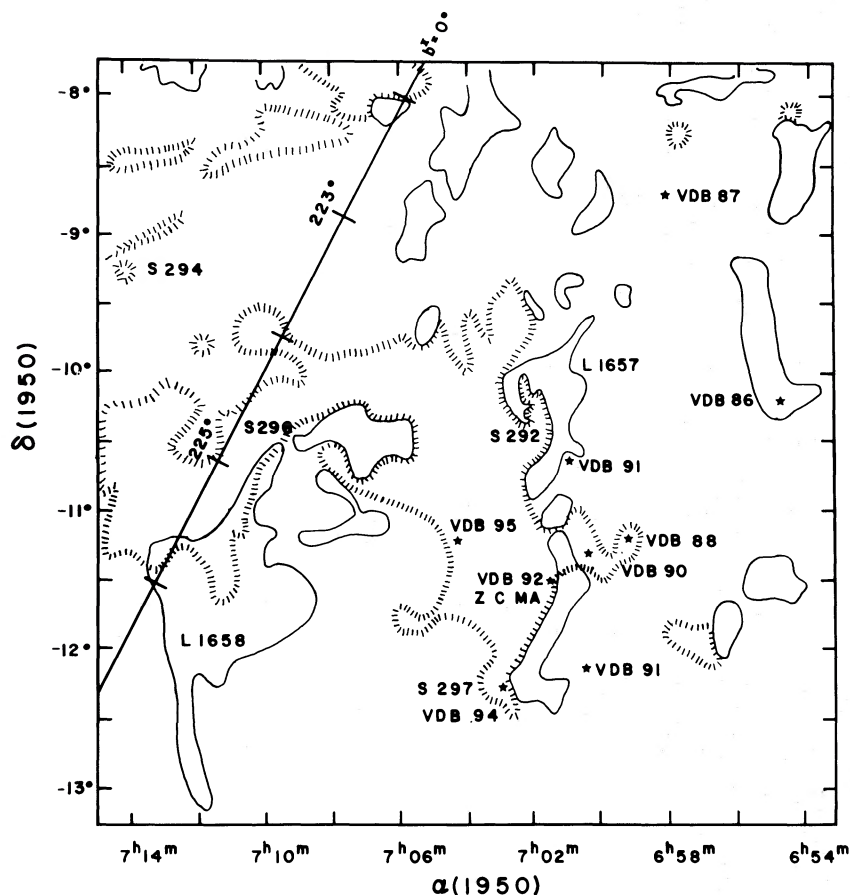 b^II=0°
-8°
223°
VDB 87
-9°
S 294
-10°
L 1657
VDB 86
225°
S 296
S 292
VDB 91
δ(1950)
-11°
VDB 95
VDB 88
VDB 90
VDB 92
Z C MA
-12°
L 1658
VDB 91
S 297
VDB 94
-13°
7ʰ14ᵐ 7ʰ10ᵐ 7ʰ06ᵐ 7ʰ02ᵐ 6ʰ58ᵐ 6ʰ54ᵐ
α(1950)